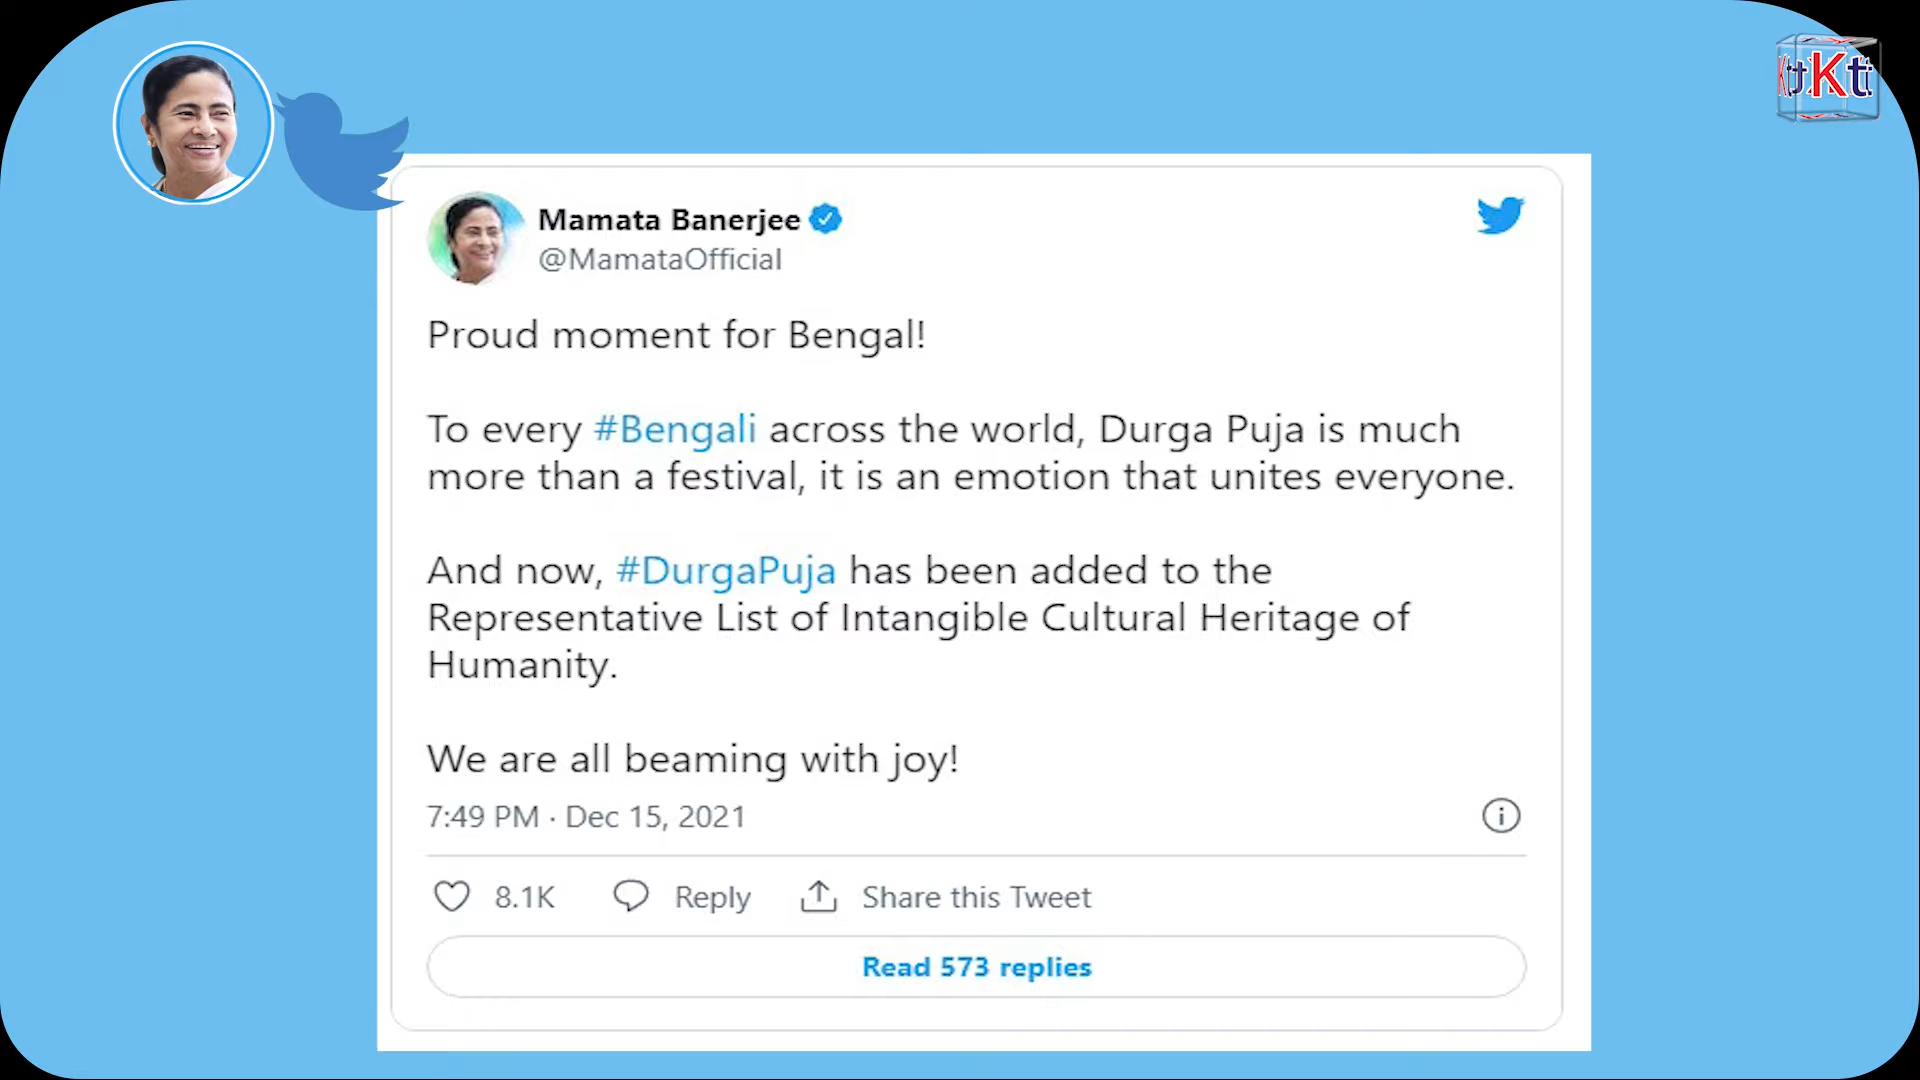 Kt
Mamata Banerjee
@MamataOfficial
Proud moment for Bengal!
To every #Bengali across the world, Durga Puja is much
more than a festival, it is an emotion that unites everyone.
And now, #DurgaPuja has been added to the
Representative List of Intangible Cultural Heritage of
Humanity.
We are all beaming with joy!
7:49 PM · Dec 15, 2021
8.1K Reply Share this Tweet
Read 573 replies